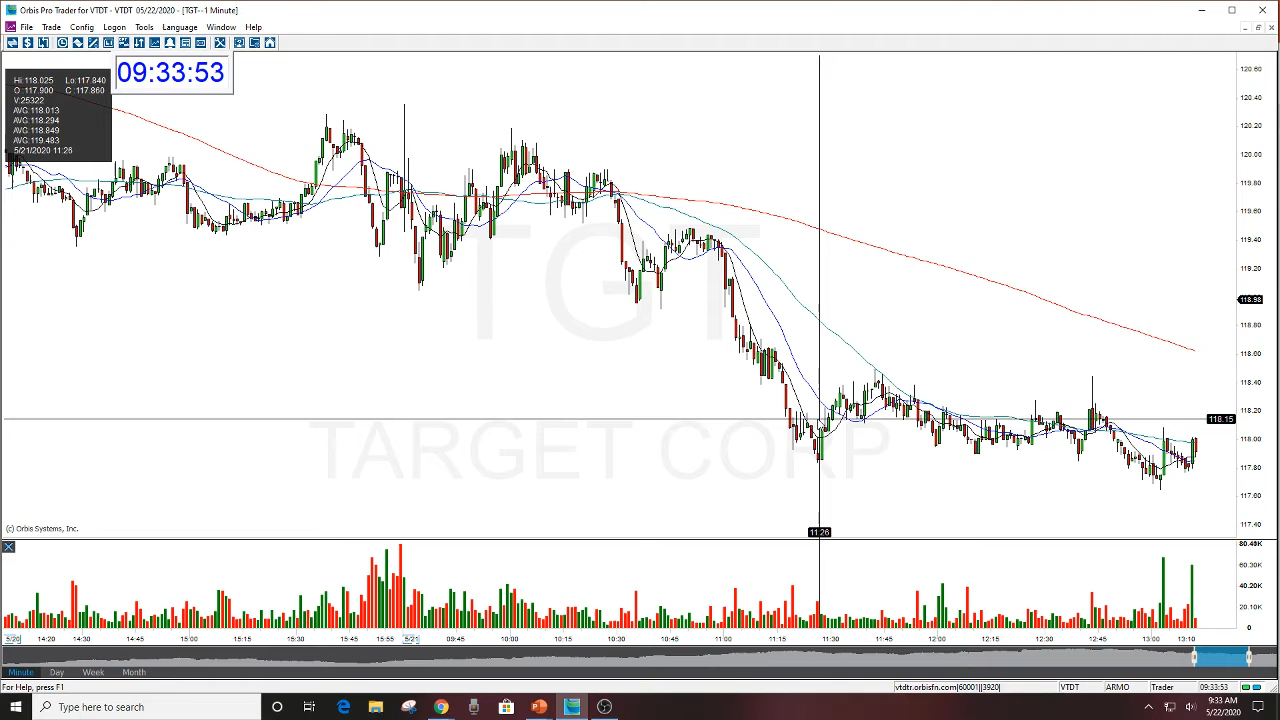 Orbis Pro Trader for VTDT - VTDT 05/22/2020 - [TGT--1 Minute]
File Trade Config Logon Tools Language Window Help
09:33:53
Hi:118.025 Lo:117.840
O :117.900 C :117.860
V:25322
AVG:118.013
AVG:118.294
AVG:118.849
AVG:119.483
5/21/2020 11:26
120.60
120.40
120.20
120.00
119.80
119.60
119.40
119.20
118.98
118.80
118.60
118.40
118.20
118.15
118.00
117.80
117.60
117.40
TGT
TARGET CORP
(c) Orbis Systems, Inc.
11:26
80.40K
60.30K
40.20K
20.10K
0
5/20 14:20 14:30 14:45 15:00 15:15 15:30 15:45 15:55 5/21 09:45 10:00 10:15 10:30 10:45 11:00 11:15 11:30 11:45 12:00 12:15 12:30 12:45 13:00 13:10
Minute Day Week Month
For Help, press F1
vtdtr.orbisfn.com|60001||3920| VTDT ARMO Trader 09:33:53
Type here to search
9:33 AM
5/22/2020